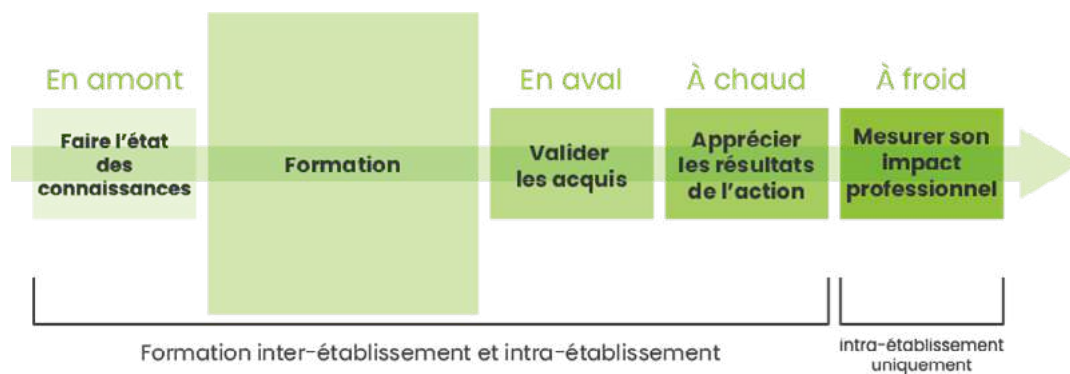 En amont
Faire l'état
des
connaissances
Formation
En aval
Valider
les acquis
À chaud
Apprécier
les résultats
de l'action
À froid
Mesurer son
impact
professionnel
Formation inter-établissement et intra-établissement
intra-établissement
uniquement